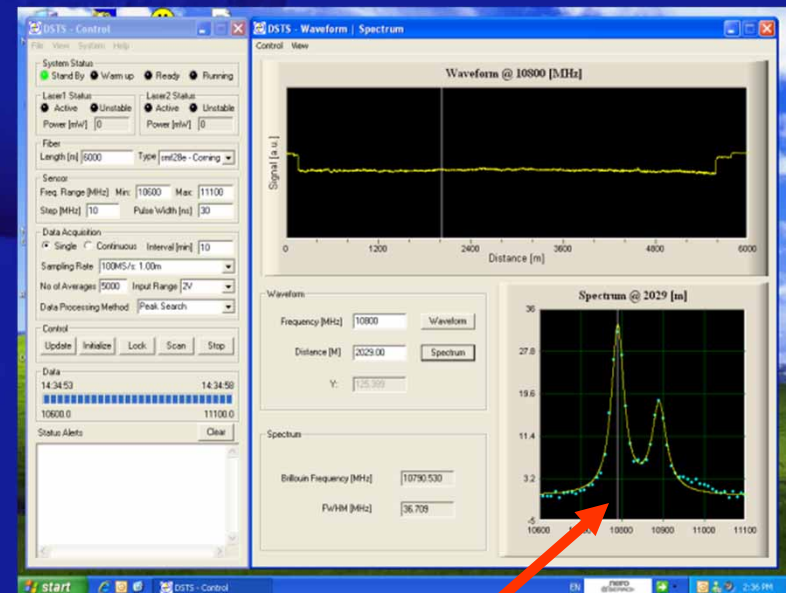 DSTS - Control
File View System Help
System Status
Stand By Warm up Ready Running
Laser1 Status
Active Unstable
Power [mW] 0
Laser2 Status
Active Unstable
Power [mW] 0
Fiber
Length [m] 6000 Type smf28e - Corning
Sensor
Freq. Range [MHz] Min: 10600 Max: 11100
Step [MHz] 10 Pulse Width [ns] 30
Data Acquisition
Single Continuous Interval [min] 10
Sampling Rate 100MS/s: 1.00m
No of Averages 5000 Input Range 2V
Data Processing Method Peak Search
Control
Update Initialize Lock Scan Stop
Data
14:34:53 14:34:58
10600.0 11100.0
Status Alerts Clear
DSTS - Waveform | Spectrum
Control View
Waveform @ 10800 [MHz]
Signal [a.u.]
0 1200 2400 3600 4800 6000
Distance [m]
Waveform
Frequency [MHz] 10800 Waveform
Distance [M] 2029.00 Spectrum
Y: 125.389
Spectrum
Brillouin Frequency [MHz] 10790.530
FWHM [MHz] 36.709
Spectrum @ 2029 [m]
36
27.8
19.6
11.4
3.2
-5
10600 10800 10900 11000 11100
start DSTS - Control EN nero 2:36 PM